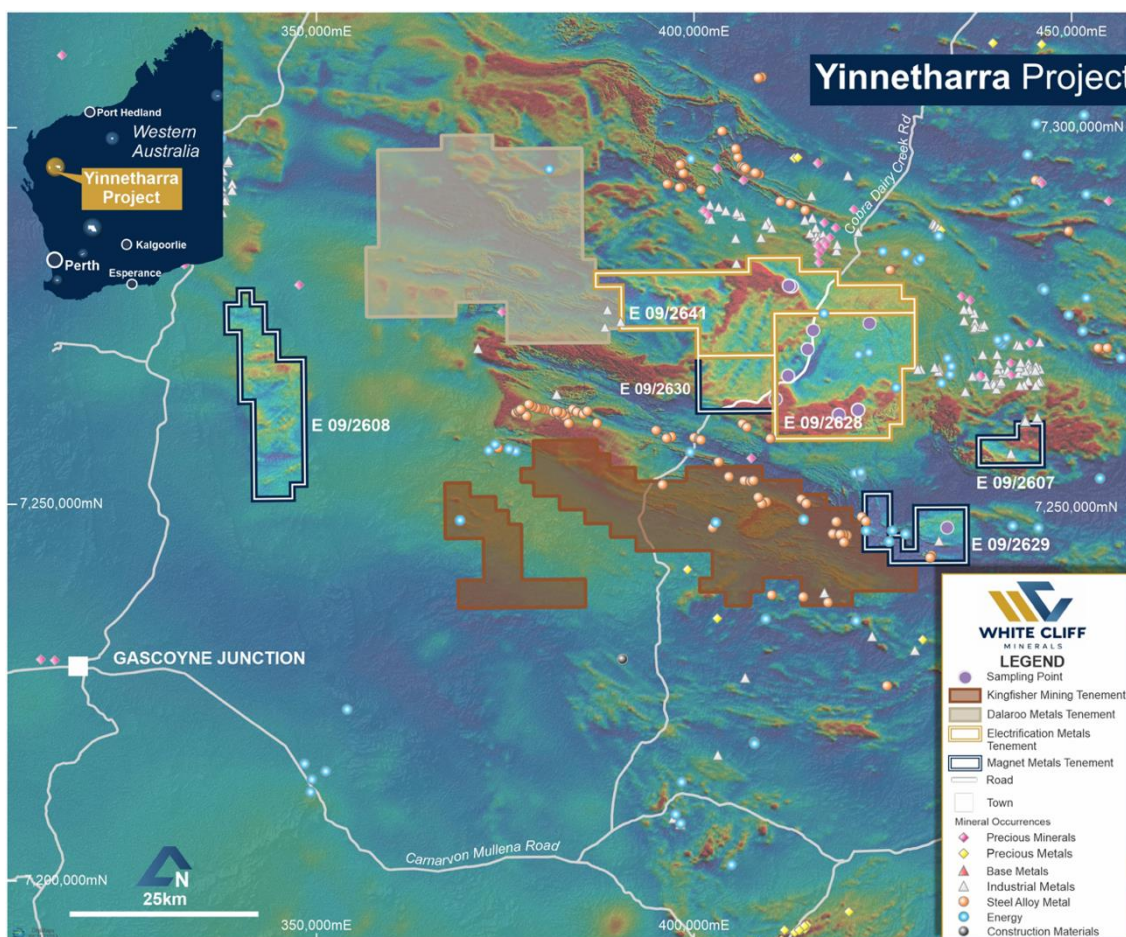 350,000mE
400,000mE
450,000mE
Yinnetharra Project
7,300,000mN
Port Hedland
Western
Australia
Yinnetharra
Project
Kalgoorlie
Perth
Esperance
Cobra Dairy Creek Rd
E 09/2641
E 09/2630
E 09/2628
E 09/2608
E 09/2607
7,250,000mN
7,250,000mN
E 09/2629
GASCOYNE JUNCTION
WHITE CLIFF
MINERALS
LEGEND
Sampling Point
Kingfisher Mining Tenement
Dalaroo Metals Tenement
Electrification Metals
Tenement
Magnet Metals Tenement
Road
Town
Mineral Occurrences
Precious Minerals
Precious Metals
Base Metals
Industrial Metals
Steel Alloy Metal
Energy
Construction Materials
Carnarvon Mullena Road
7,200,000mN
N
25km
350,000mE
400,000mE